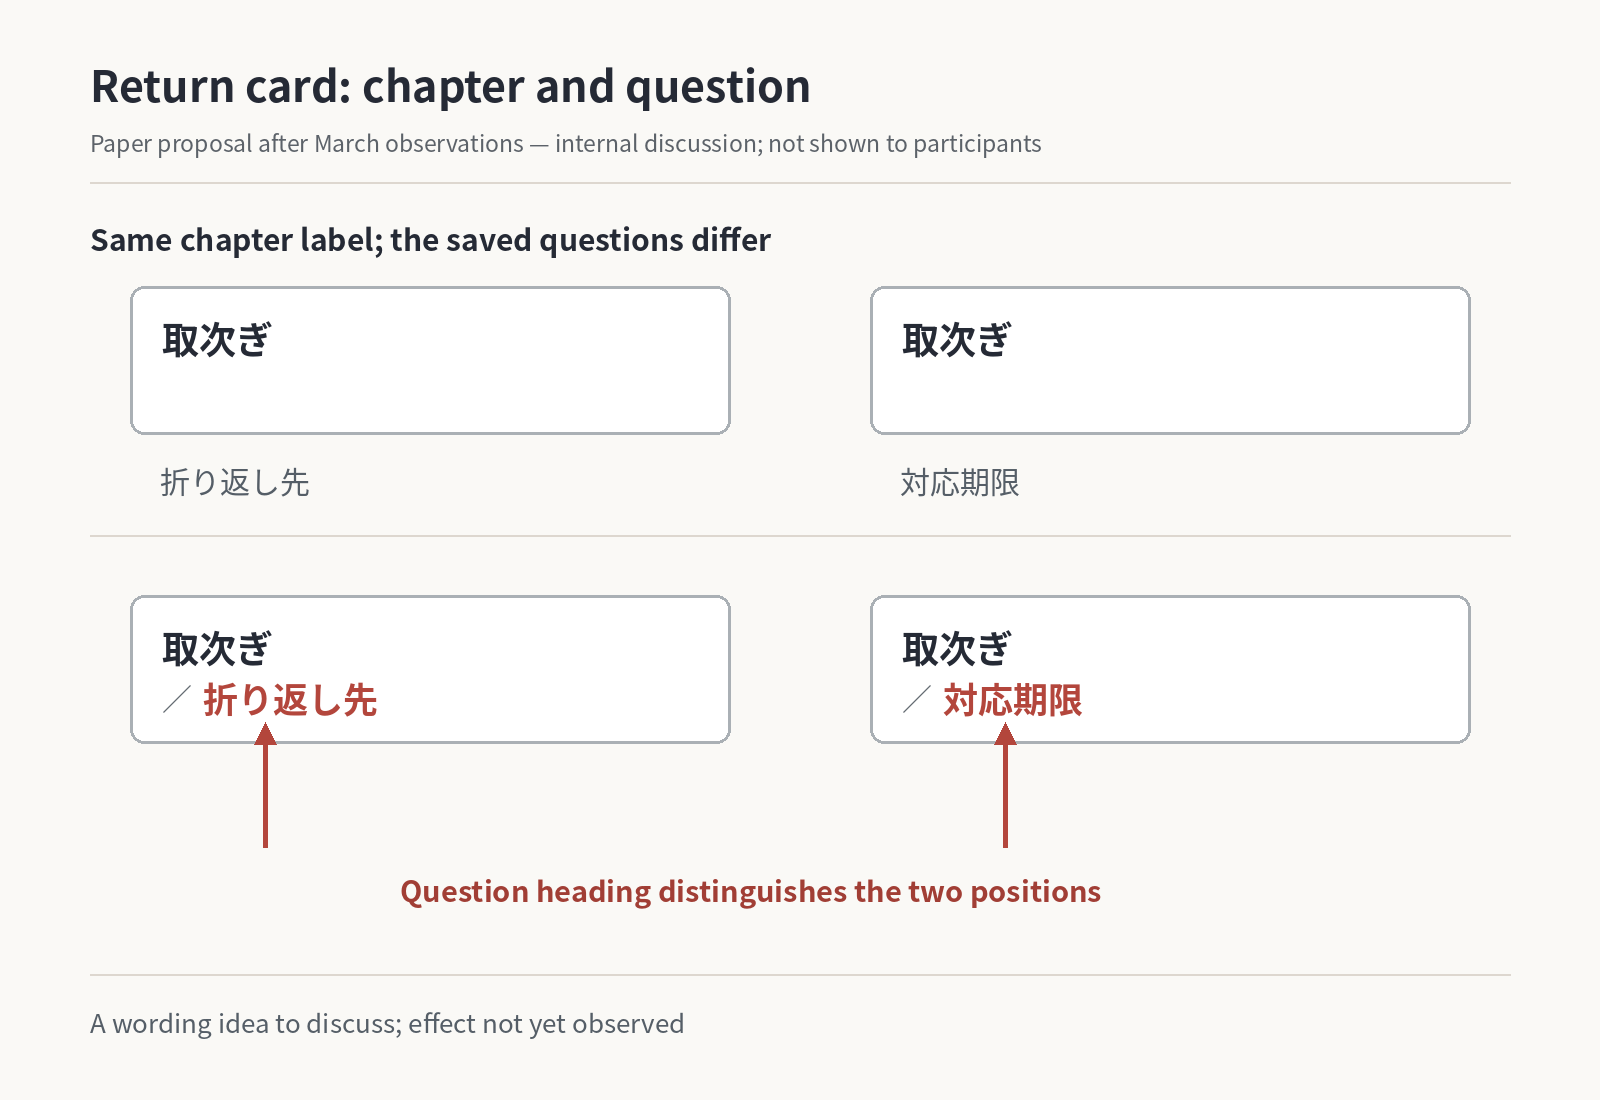 Return card: chapter and question
Paper proposal after March observations — internal discussion; not shown to participants
Same chapter label; the saved questions differ
取次ぎ
取次ぎ
折り返し先
対応期限
取次ぎ
／ 折り返し先
取次ぎ
／ 対応期限
Question heading distinguishes the two positions
A wording idea to discuss; effect not yet observed